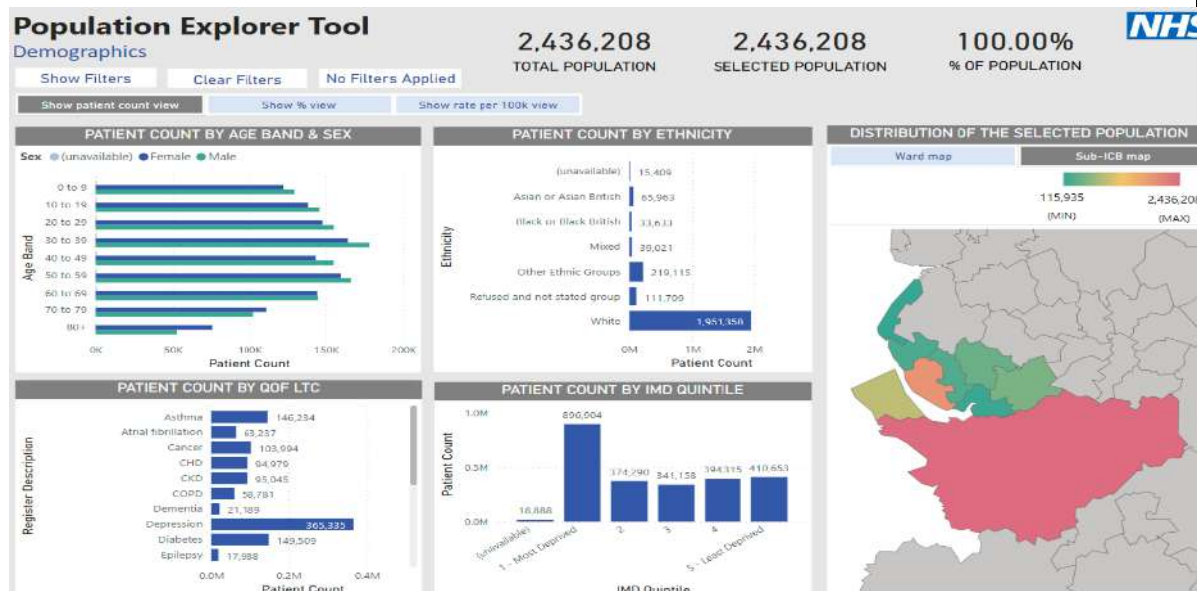 Population Explorer Tool
Demographics
Show Filters Clear Filters No Filters Applied
2,436,208
TOTAL POPULATION
2,436,208
SELECTED POPULATION
100.00%
% OF POPULATION
NHS
Show patient count view Show % view Show rate per 100k view
PATIENT COUNT BY AGE BAND & SEX
Sex (unavailable) Female Male
Age Band
0 to 9
10 to 19
20 to 29
30 to 39
40 to 49
50 to 59
60 to 69
70 to 79
80+
0K 50K 100K 150K 200K
Patient Count
PATIENT COUNT BY ETHNICITY
Ethnicity
(unavailable) 15,409
Asian or Asian British 65,963
Black or Black British 33,633
Mixed 39,021
Other Ethnic Groups 219,115
Refused and not stated group 111,709
White 1,951,358
0M 1M 2M
Patient Count
DISTRIBUTION OF THE SELECTED POPULATION
Ward map Sub-ICB map
115,935 2,436,208
(MIN) (MAX)
PATIENT COUNT BY QOF LTC
Register Description
Asthma 146,234
Atrial fibrillation 63,237
Cancer 103,994
CHD 94,979
CKD 95,045
COPD 58,781
Dementia 21,189
Depression 365,335
Diabetes 149,509
Epilepsy 17,988
0.0M 0.2M 0.4M
Patient Count
PATIENT COUNT BY IMD QUINTILE
Patient Count
1.0M
0.5M
0.0M
18,888
896,904
374,290
341,158
394,315
410,653
(unavailable)
1 - Most Deprived
2
3
4
5 - Least Deprived
IMD Quintile